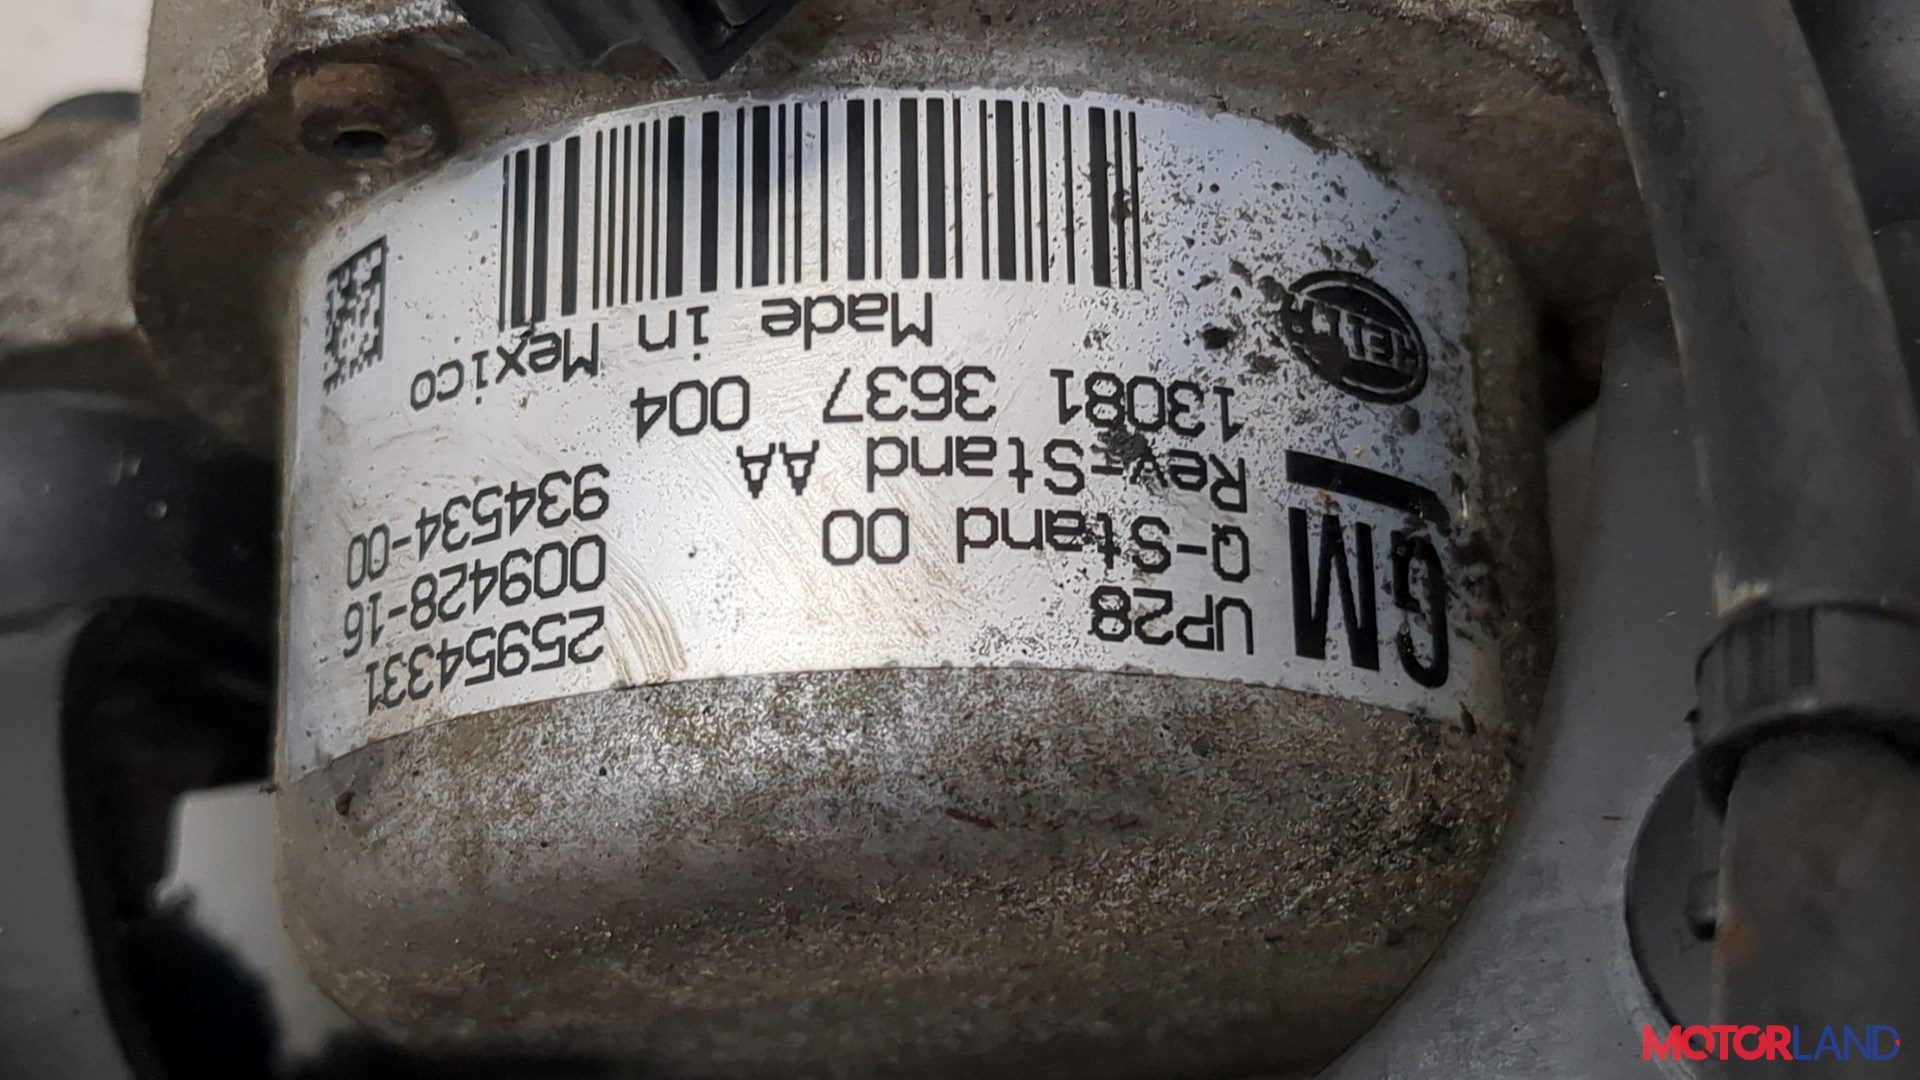 GM
UP28
25954331
Q-Stand 00
009428-16
Rev-Stand AA
934534-00
13081 3637 004
HELLA
Made in Mexico
MOTORLAND